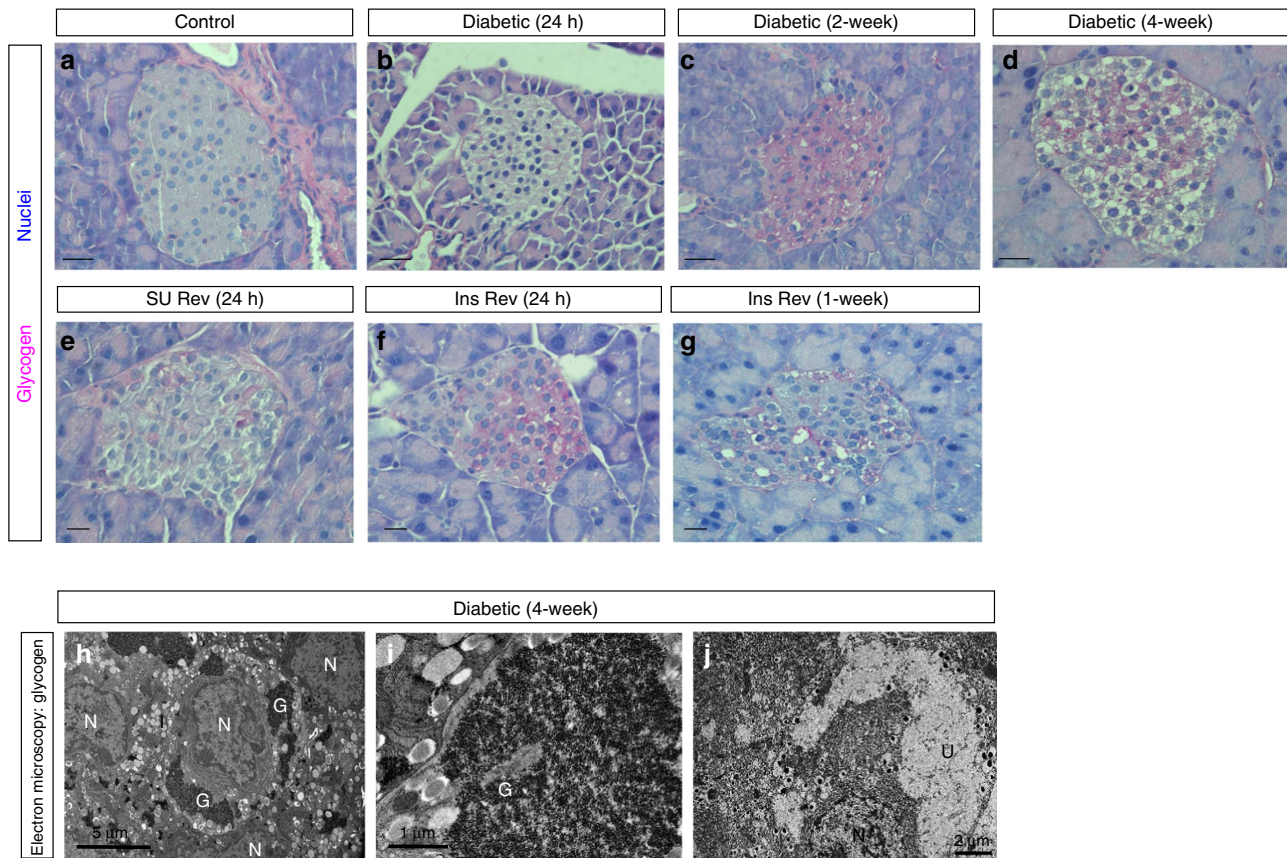 Control
Diabetic (24 h)
Diabetic (2-week)
Diabetic (4-week)
a
b
c
d
Nuclei
Glycogen
SU Rev (24 h)
Ins Rev (24 h)
Ins Rev (1-week)
e
f
g
Diabetic (4-week)
Electron microscopy: glycogen
h
N
N
N
G
I
G
N
5 µm
i
G
1 µm
j
U
N
2 µm